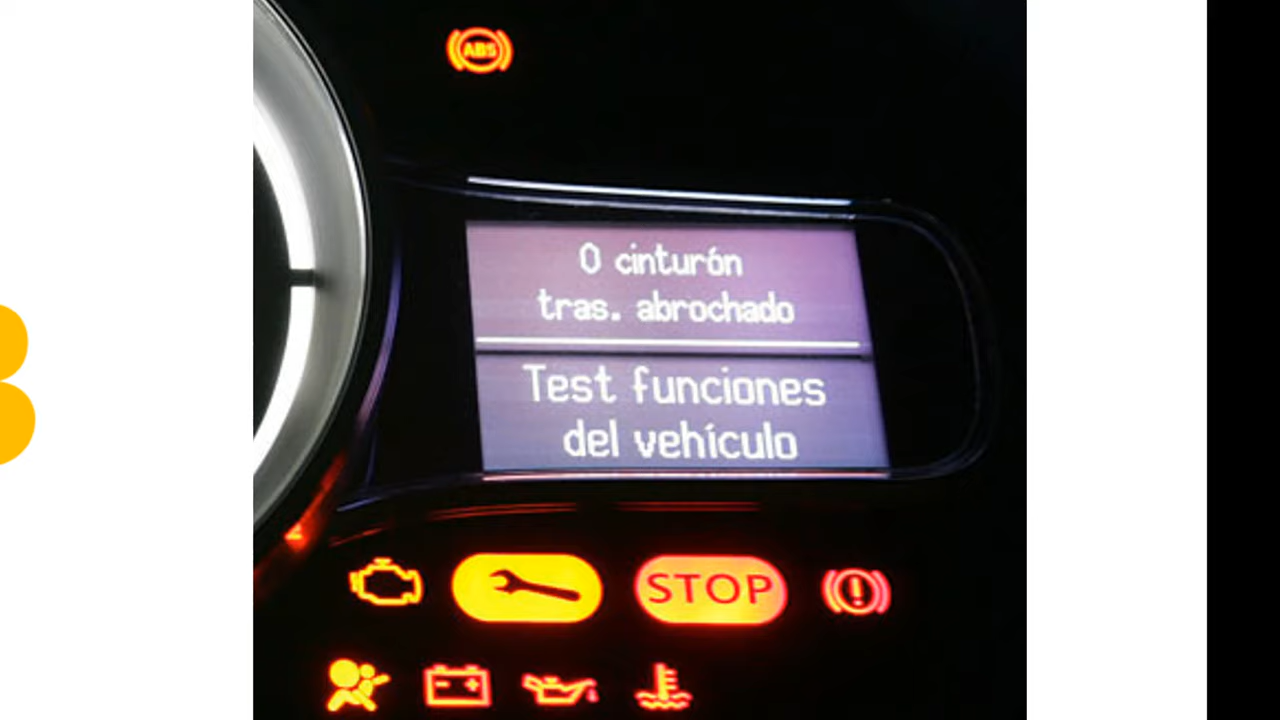 ABS
0 cinturón
tras. abrochado
Test funciones
del vehículo
STOP